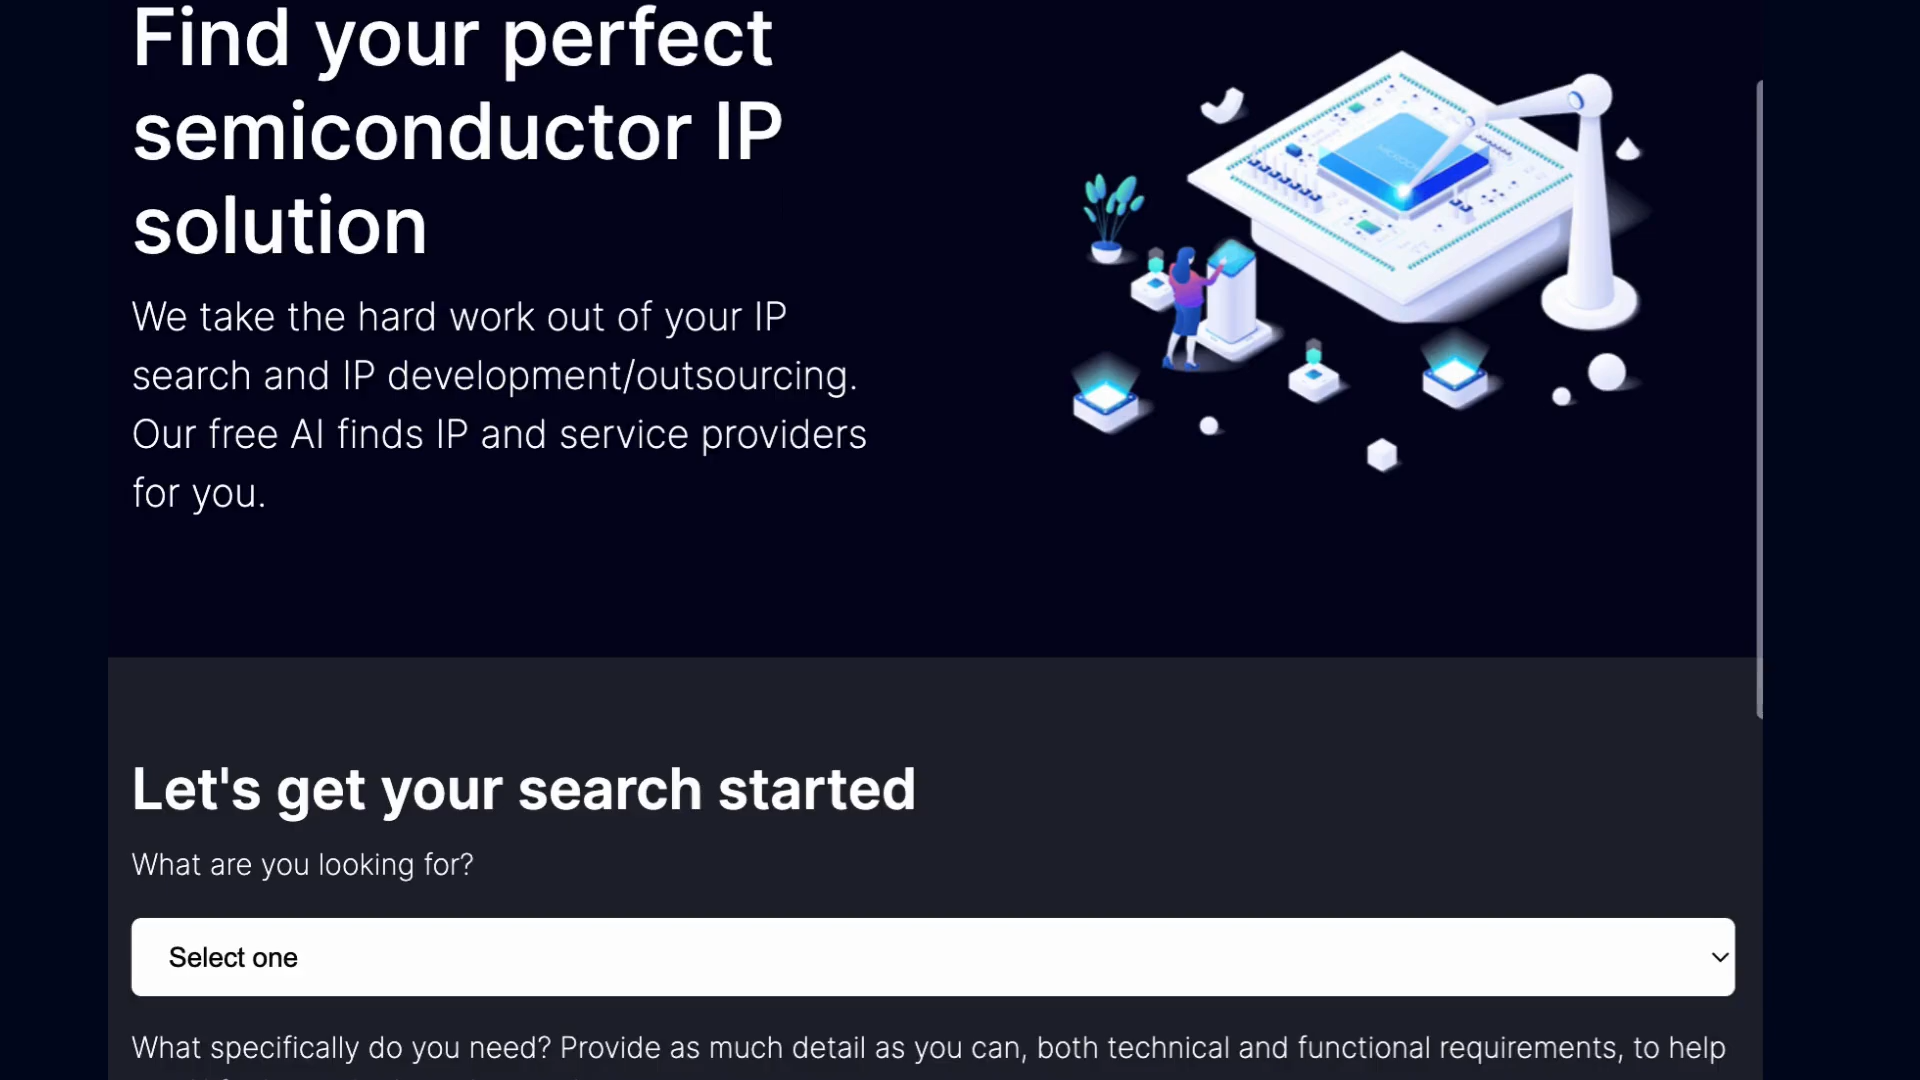 Find your perfect
semiconductor IP
solution
We take the hard work out of your IP
search and IP development/outsourcing.
Our free AI finds IP and service providers
for you.
Let's get your search started
What are you looking for?
Select one
What specifically do you need? Provide as much detail as you can, both technical and functional requirements, to help